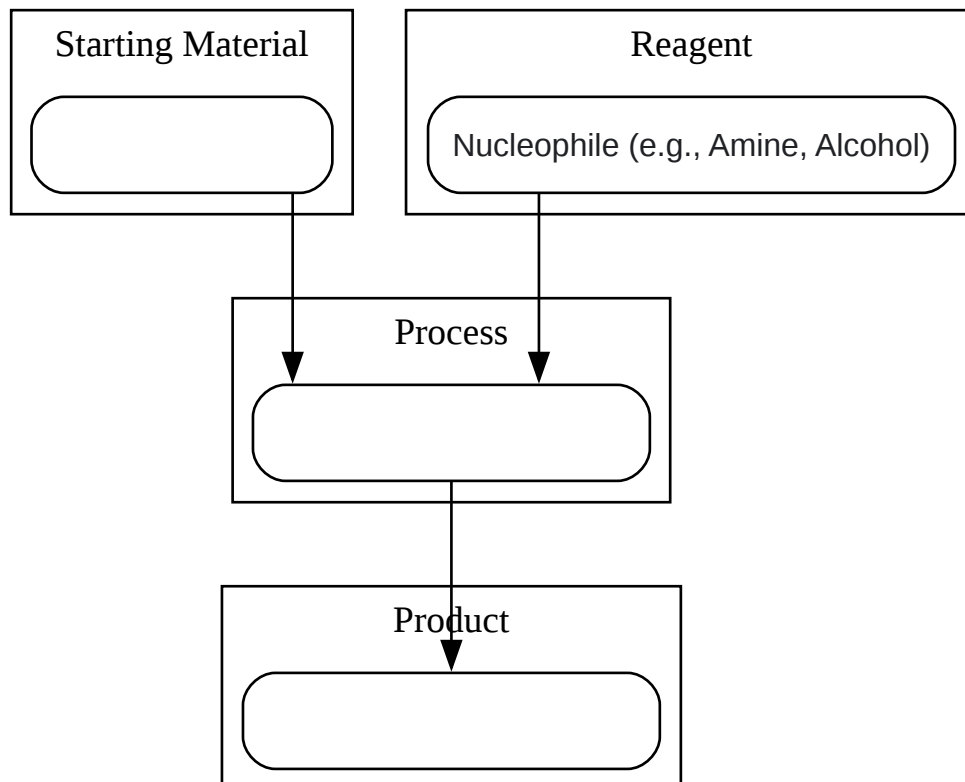 Starting Material
Reagent
Nucleophile (e.g., Amine, Alcohol)
Process
Product